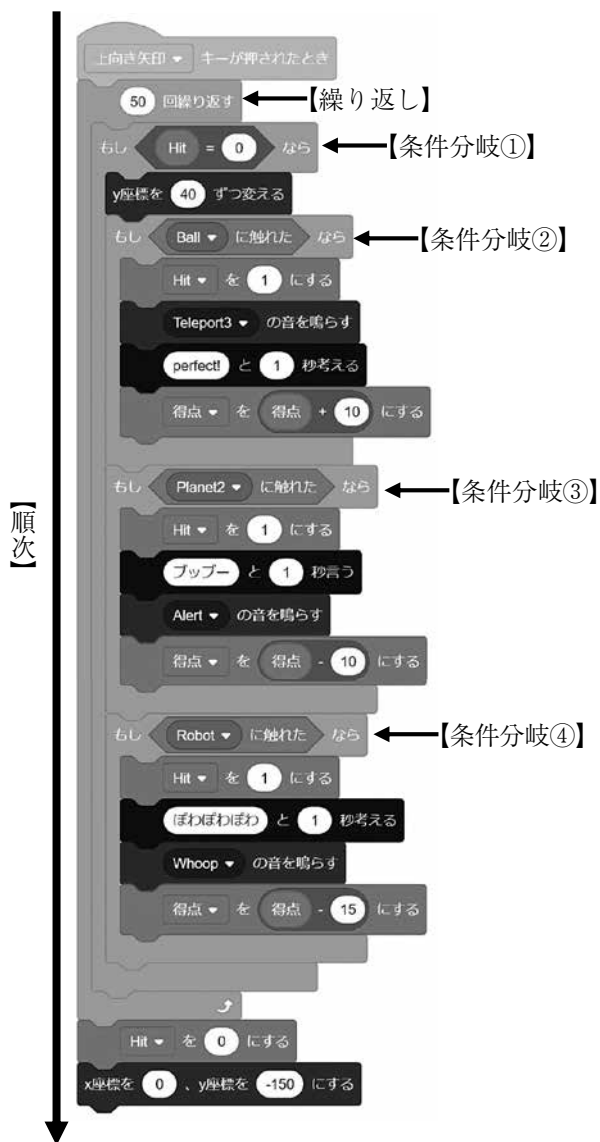 上向き矢印 キーが押されたとき
50 回繰り返す 【繰り返し】
もし Hit = 0 なら 【条件分岐①】
y座標を 40 ずつ変える
もし Ball に触れた なら 【条件分岐②】
Hit を 1 にする
Teleport3 の音を鳴らす
perfect! と 1 秒考える
得点 を 得点 + 10 にする
もし Planet2 に触れた なら 【条件分岐③】
【順次】
Hit を 1 にする
ブッブー と 1 秒言う
Alert の音を鳴らす
得点 を 得点 - 10 にする
もし Robot に触れた なら 【条件分岐④】
Hit を 1 にする
ぽわぽわぽわ と 1 秒考える
Whoop の音を鳴らす
得点 を 得点 - 15 にする
Hit を 0 にする
x座標を 0 、y座標を -150 にする